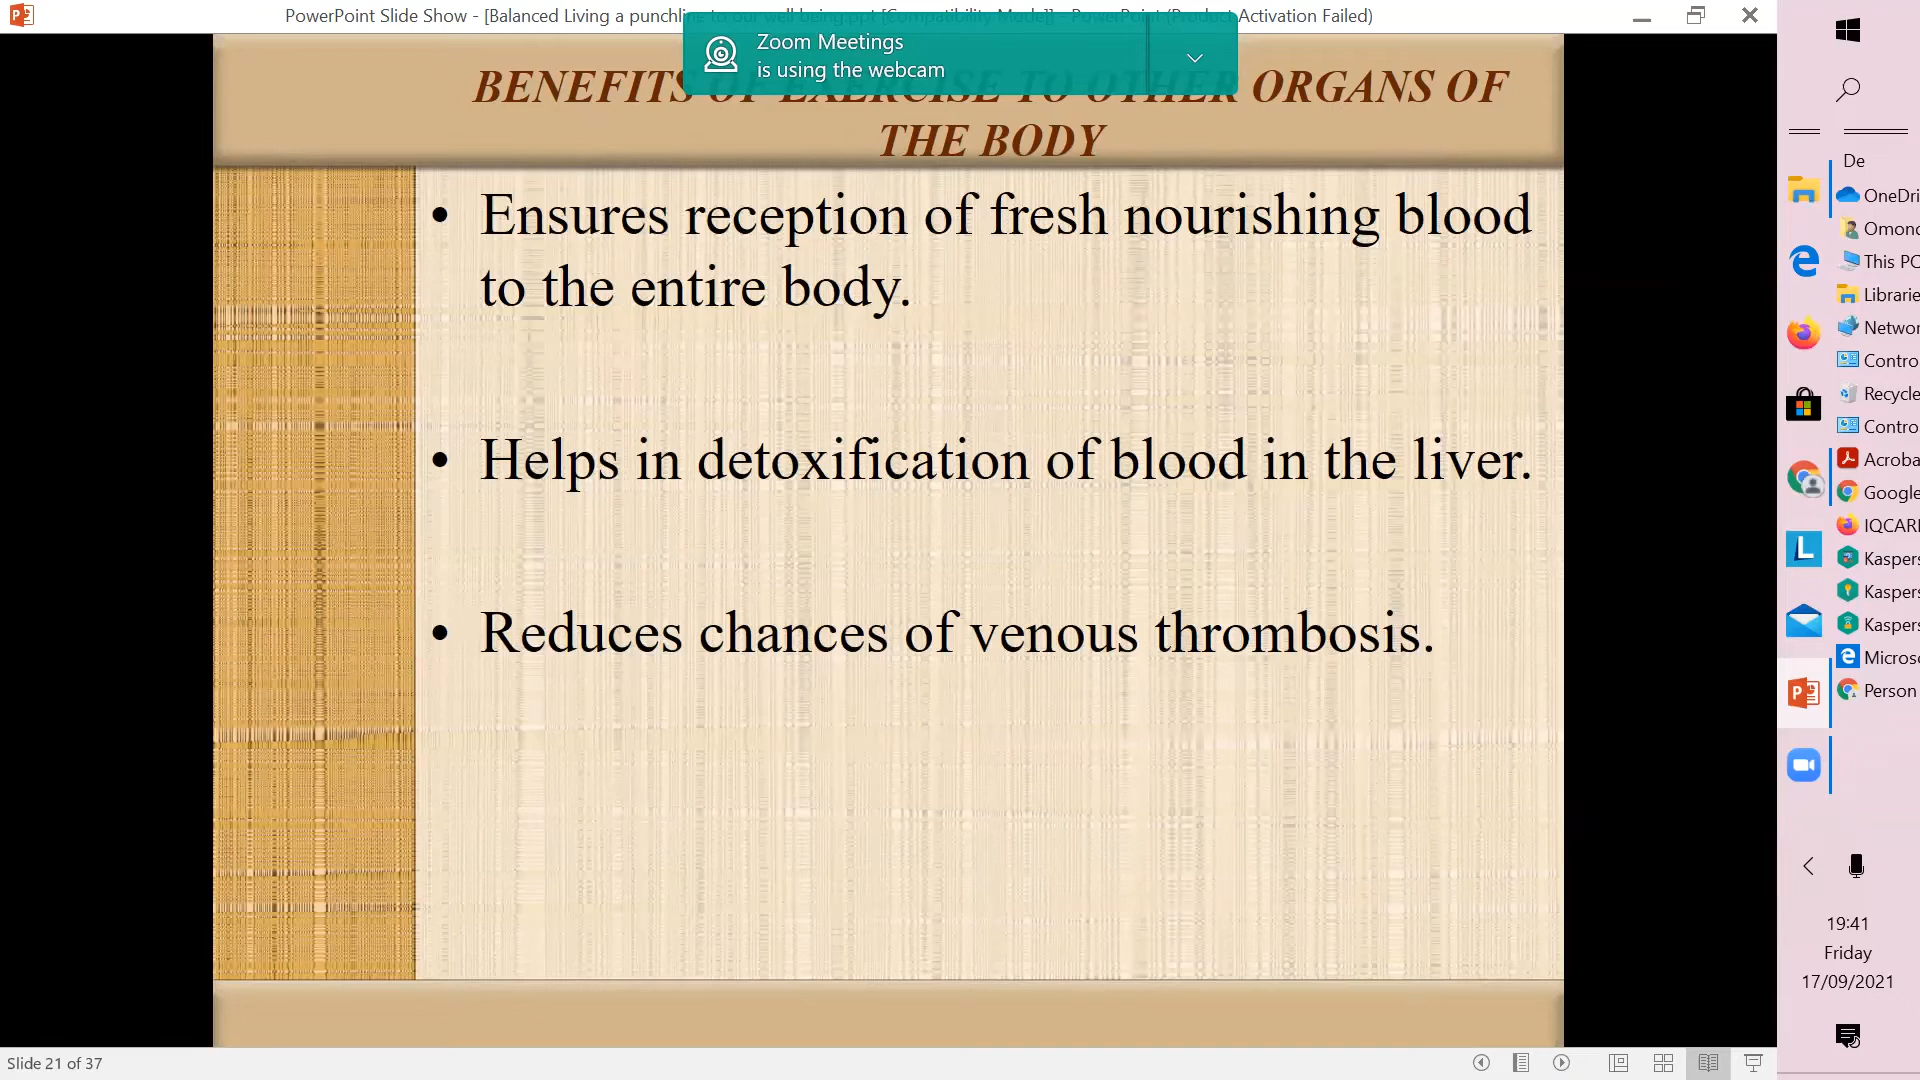 PowerPoint Slide Show - [Balanced Living a punchline to our well being.ppt [Compatibility Mode]] - PowerPoint (Product Activation Failed)
Zoom Meetings
is using the webcam
BENEFITS OF EXERCISE TO OTHER ORGANS OF
THE BODY
• Ensures reception of fresh nourishing blood
to the entire body.
• Helps in detoxification of blood in the liver.
• Reduces chances of venous thrombosis.
De
OneDri
Omond
This PC
Librarie
Networ
Contro
Recycle
Contro
Acroba
Google
IQCARE
Kaspers
Kaspers
Kaspers
Microso
Person
19:41
Friday
17/09/2021
Slide 21 of 37